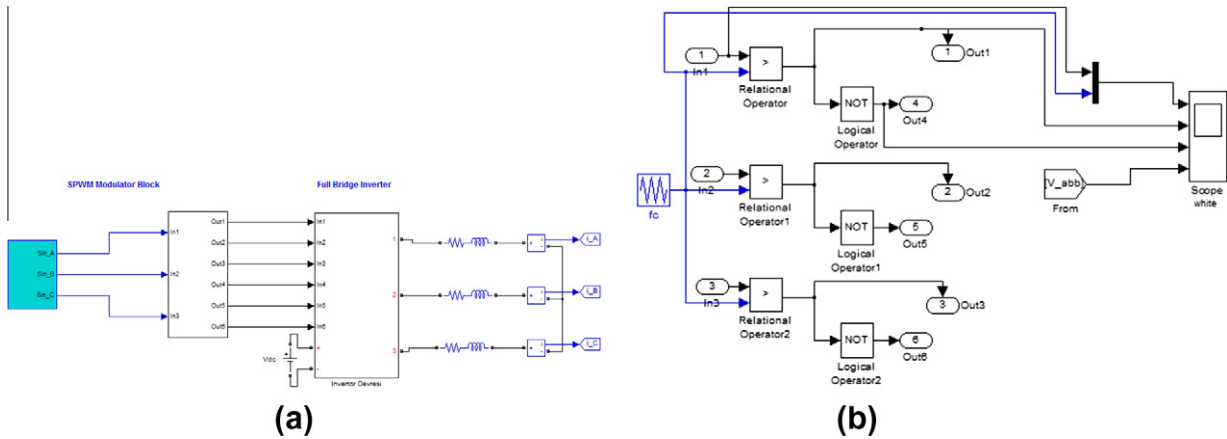 SPWM Modulator Block
Full Bridge Inverter
Sin_A
Sin_B
Sin_C
In1
In2
In3
Out1
Out2
Out3
Out4
Out5
Out6
In1
In2
In3
In4
In5
In6
+
-
Vdc
+
1
2
3
Invertor Devresi
+
-
i
i_A
+
-
i
i_B
+
-
i
i_C
(a)
1
In1
>
Relational
Operator
1
Out1
NOT
Logical
Operator
4
Out4
fc
2
In2
>
Relational
Operator1
2
Out2
NOT
Logical
Operator1
5
Out5
3
In3
>
Relational
Operator2
3
Out3
NOT
Logical
Operator2
6
Out6
[V_abb]
From
Scope
white
(b)